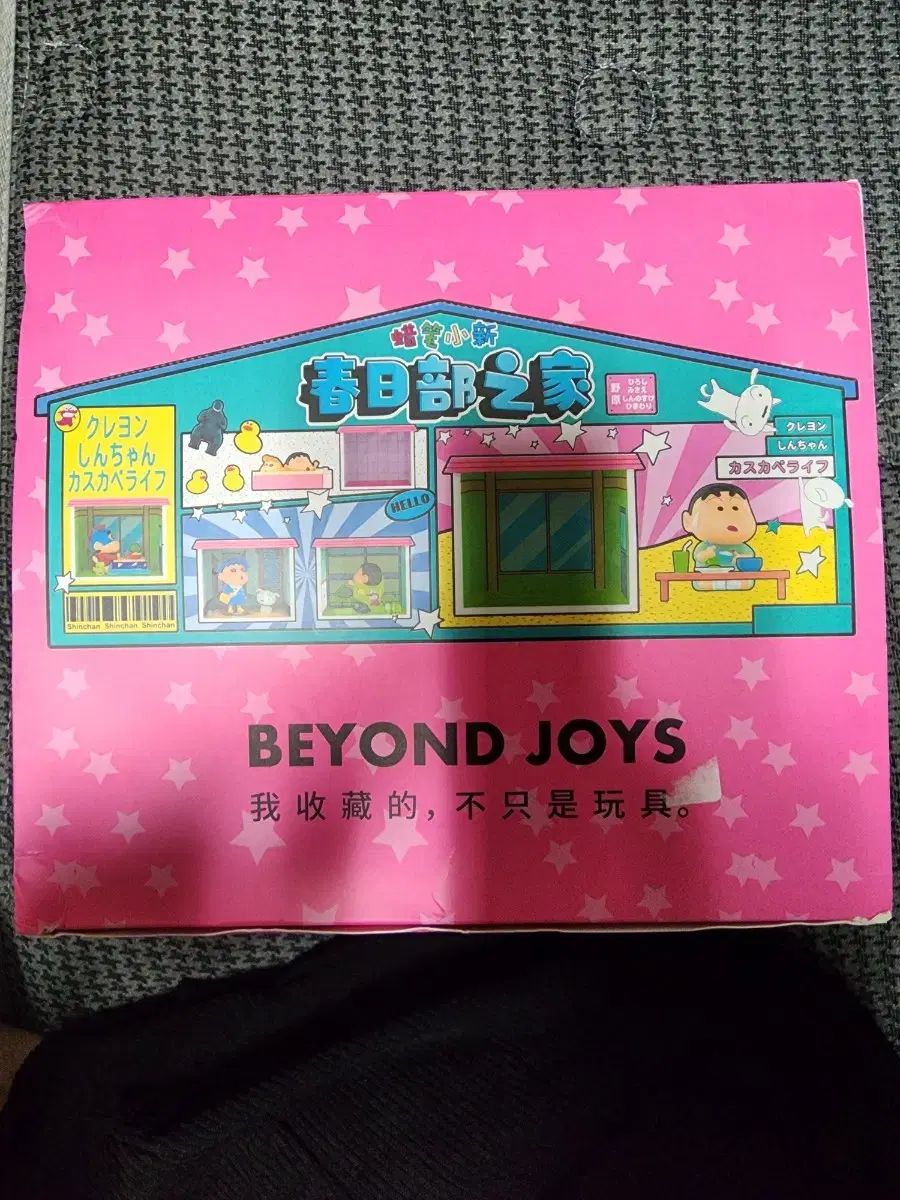 蜡笔小新
春日部之家
野原
ひろし
みさえ
しんのすけ
ひまわり
クレヨン
しんちゃん
カスカベライフ
HELLO
クレヨン
しんちゃん
カスカベライフ
Shinchan Shinchan Shinchan
BEYOND JOYS
我收藏的,不只是玩具。